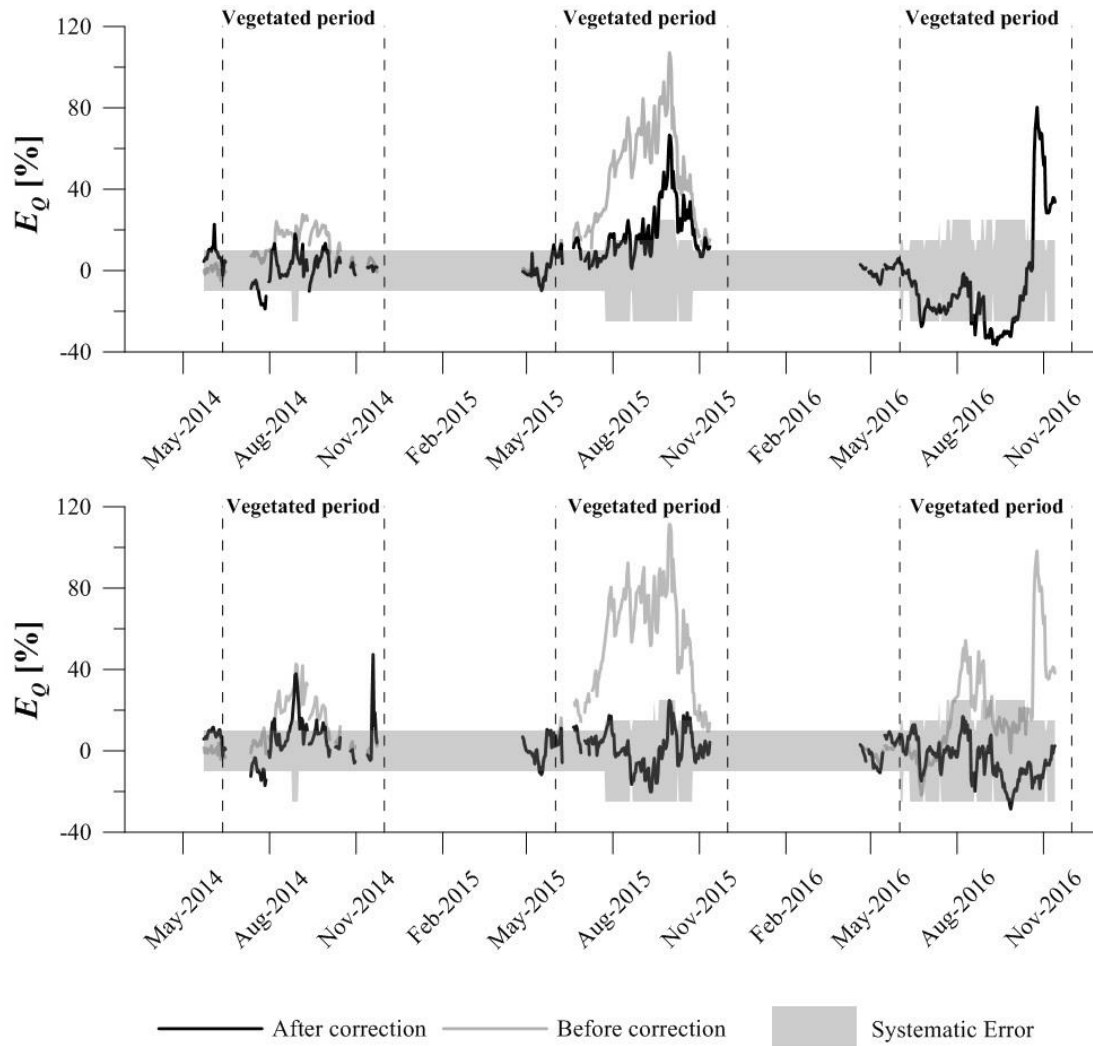 Vegetated period Vegetated period Vegetated period
120
80
40
0
-40
E_Q [%]
May-2014 Aug-2014 Nov-2014 Feb-2015 May-2015 Aug-2015 Nov-2015 Feb-2016 May-2016 Aug-2016 Nov-2016
Vegetated period Vegetated period Vegetated period
120
80
40
0
-40
E_Q [%]
May-2014 Aug-2014 Nov-2014 Feb-2015 May-2015 Aug-2015 Nov-2015 Feb-2016 May-2016 Aug-2016 Nov-2016
After correction Before correction Systematic Error